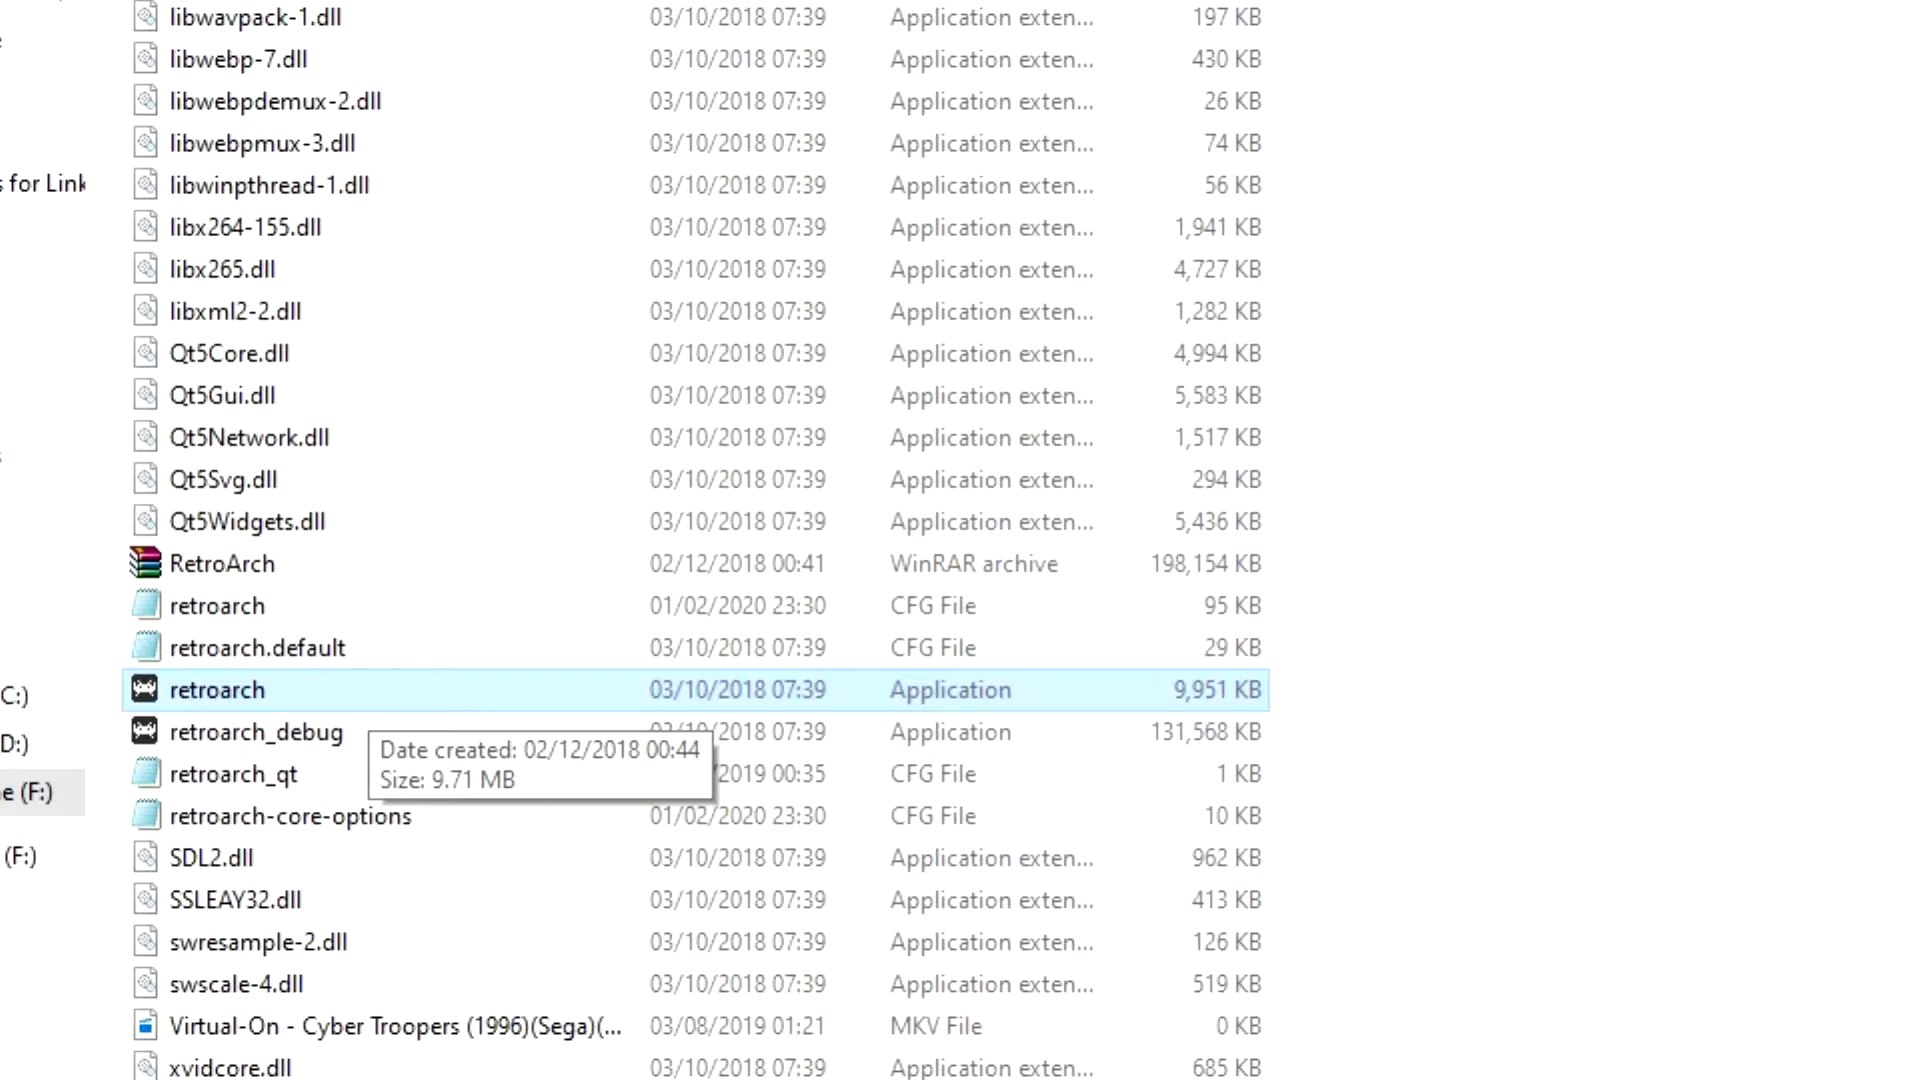 libwavpack-1.dll 03/10/2018 07:39 Application exten... 197 KB
libwebp-7.dll 03/10/2018 07:39 Application exten... 430 KB
libwebpdemux-2.dll 03/10/2018 07:39 Application exten... 26 KB
libwebpmux-3.dll 03/10/2018 07:39 Application exten... 74 KB
s for Link libwinpthread-1.dll 03/10/2018 07:39 Application exten... 56 KB
libx264-155.dll 03/10/2018 07:39 Application exten... 1,941 KB
libx265.dll 03/10/2018 07:39 Application exten... 4,727 KB
libxml2-2.dll 03/10/2018 07:39 Application exten... 1,282 KB
Qt5Core.dll 03/10/2018 07:39 Application exten... 4,994 KB
Qt5Gui.dll 03/10/2018 07:39 Application exten... 5,583 KB
Qt5Network.dll 03/10/2018 07:39 Application exten... 1,517 KB
Qt5Svg.dll 03/10/2018 07:39 Application exten... 294 KB
Qt5Widgets.dll 03/10/2018 07:39 Application exten... 5,436 KB
RetroArch 02/12/2018 00:41 WinRAR archive 198,154 KB
retroarch 01/02/2020 23:30 CFG File 95 KB
retroarch.default 03/10/2018 07:39 CFG File 29 KB
C:) retroarch 03/10/2018 07:39 Application 9,951 KB
D:) retroarch_debug 03/10/2018 07:39 Application 131,568 KB
Date created: 02/12/2018 00:44
Size: 9.71 MB
e (F:) retroarch_qt 2019 00:35 CFG File 1 KB
retroarch-core-options 01/02/2020 23:30 CFG File 10 KB
(F:) SDL2.dll 03/10/2018 07:39 Application exten... 962 KB
SSLEAY32.dll 03/10/2018 07:39 Application exten... 413 KB
swresample-2.dll 03/10/2018 07:39 Application exten... 126 KB
swscale-4.dll 03/10/2018 07:39 Application exten... 519 KB
Virtual-On - Cyber Troopers (1996)(Sega)(... 03/08/2019 01:21 MKV File 0 KB
xvidcore.dll 03/10/2018 07:39 Application exten... 685 KB